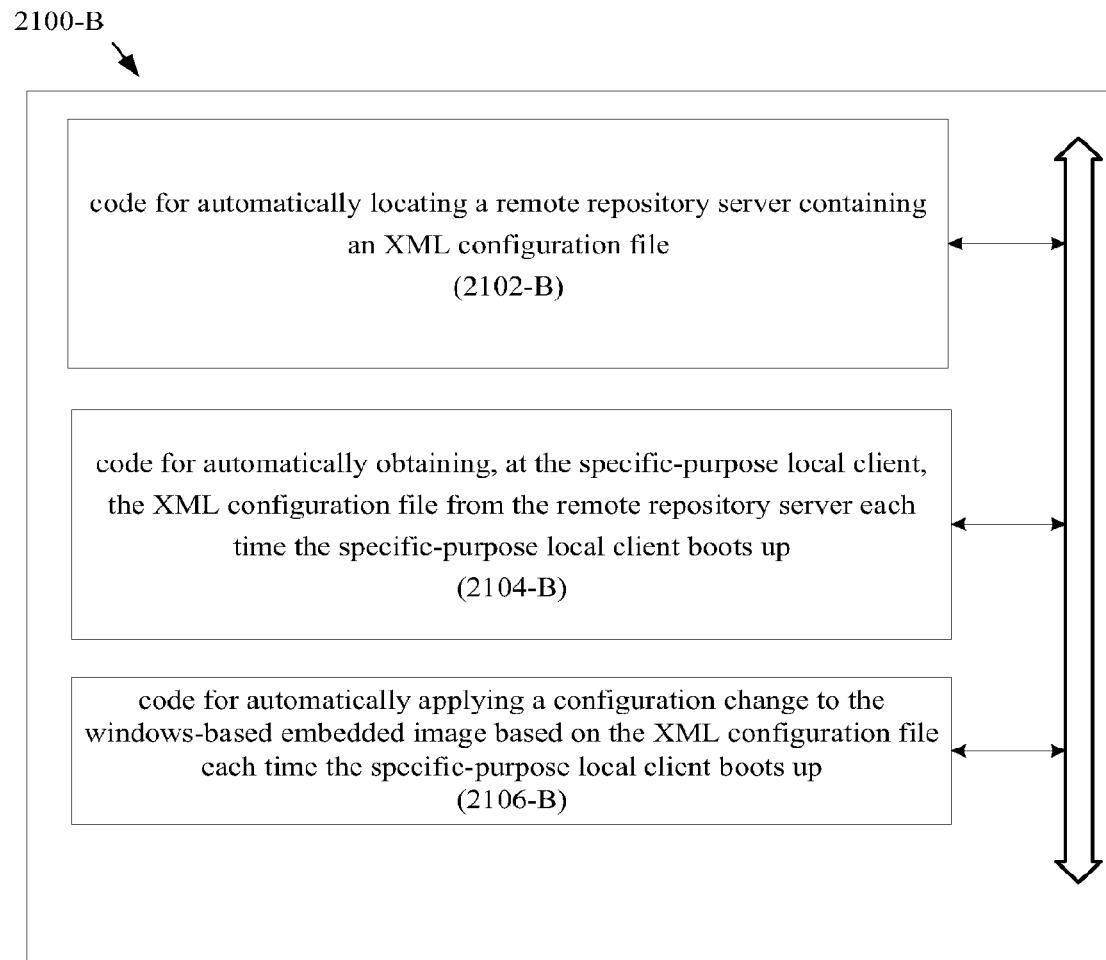 2100-B
code for automatically locating a remote repository server containing
an XML configuration file
(2102-B)
code for automatically obtaining, at the specific-purpose local client,
the XML configuration file from the remote repository server each
time the specific-purpose local client boots up
(2104-B)
code for automatically applying a configuration change to the
windows-based embedded image based on the XML configuration file
each time the specific-purpose local client boots up
(2106-B)